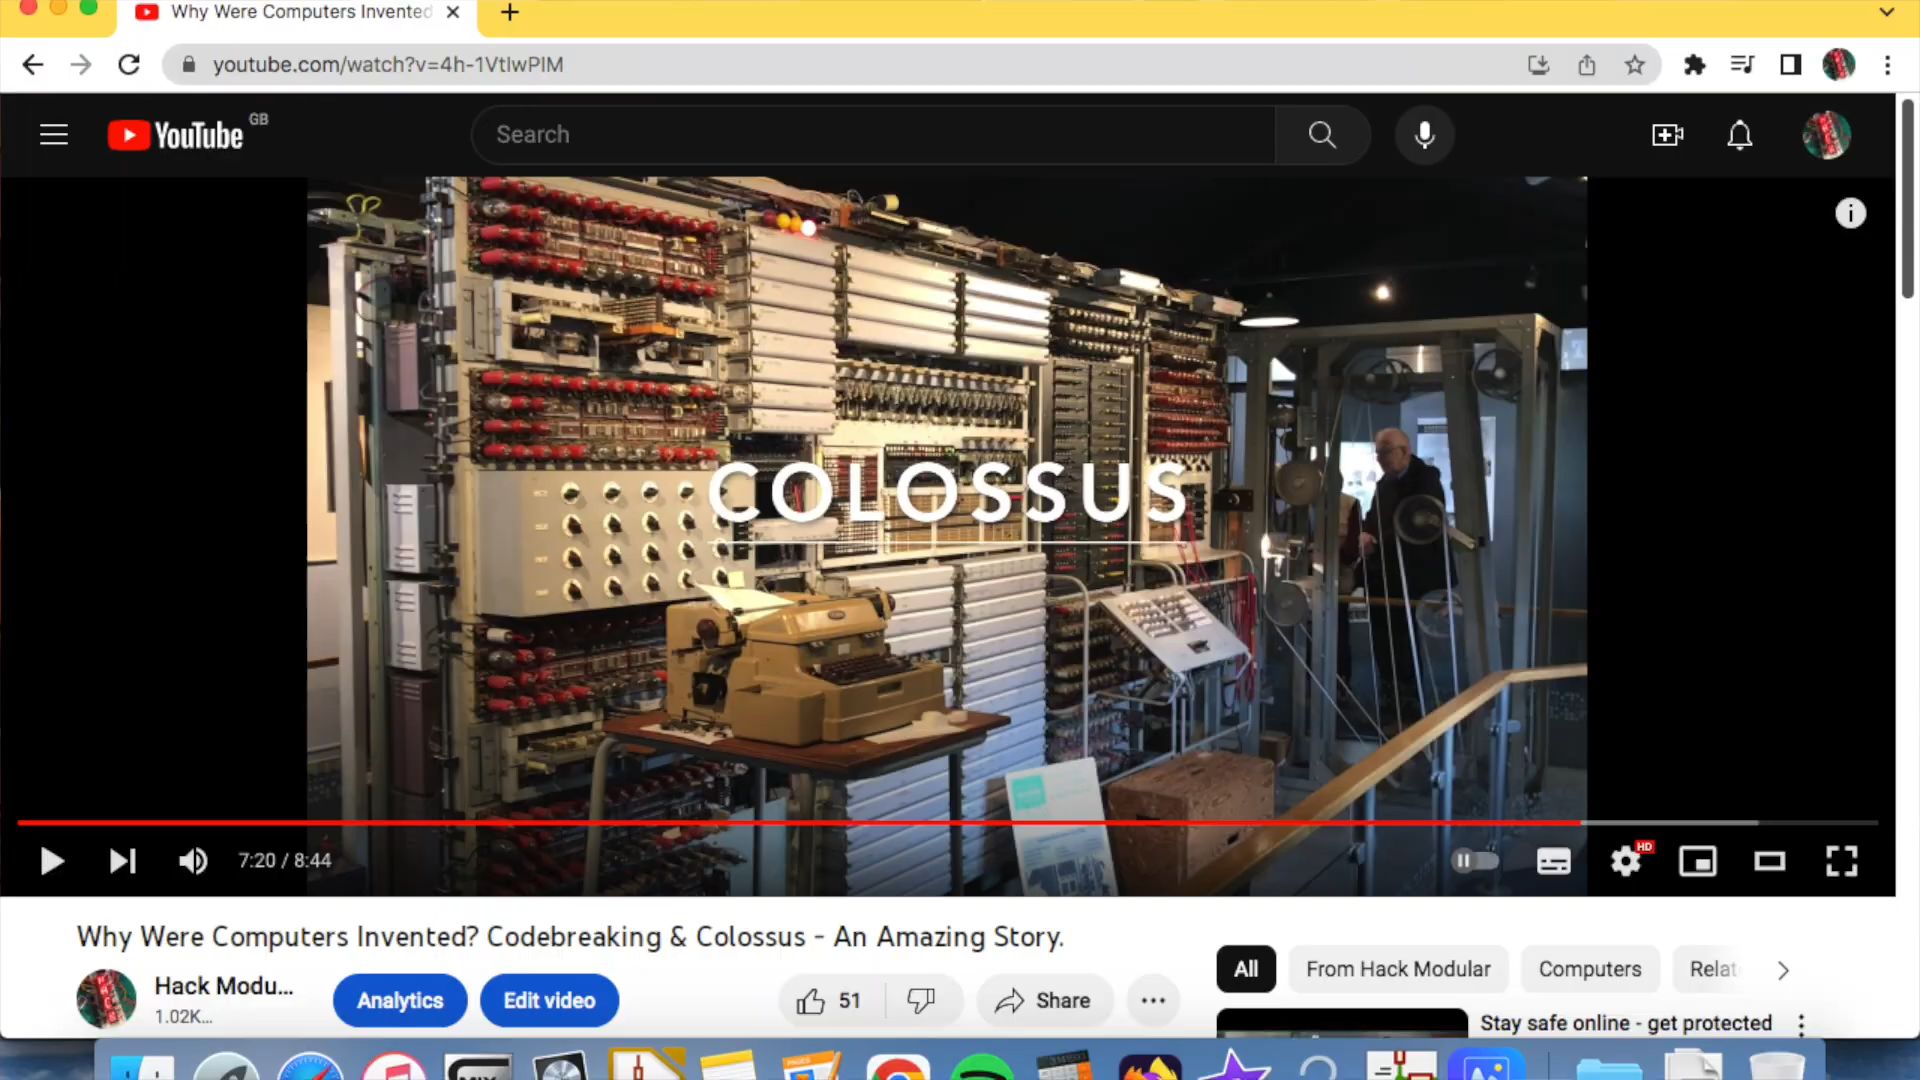 Why Were Computers Invented
youtube.com/watch?v=4h-1VtIwPlM
YouTube GB
Search
COLOSSUS
7:20 / 8:44
HD
Why Were Computers Invented? Codebreaking & Colossus - An Amazing Story.
Hack Modu...
1.02K...
Analytics
Edit video
51
Share
All
From Hack Modular
Computers
Relat
Stay safe online - get protected
PAGES